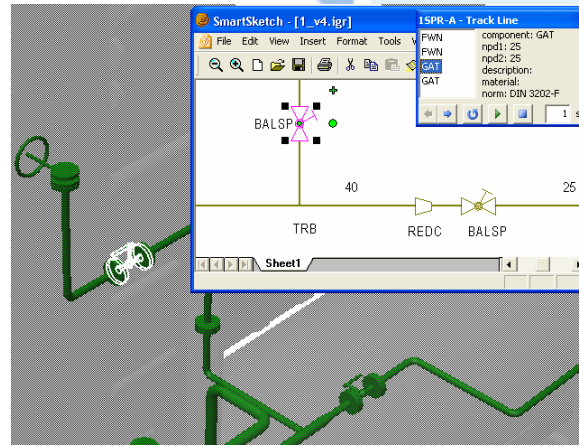 SmartSketch - [1_v4.igr]
File Edit View Insert Format Tools
BALSP
40
25
TRB
REDC
BALSP
Sheet1
1SPR-A - Track Line
FWN
FWN
GAT
GAT
component: GAT
npd1: 25
npd2: 25
description:
material:
norm: DIN 3202-F
1